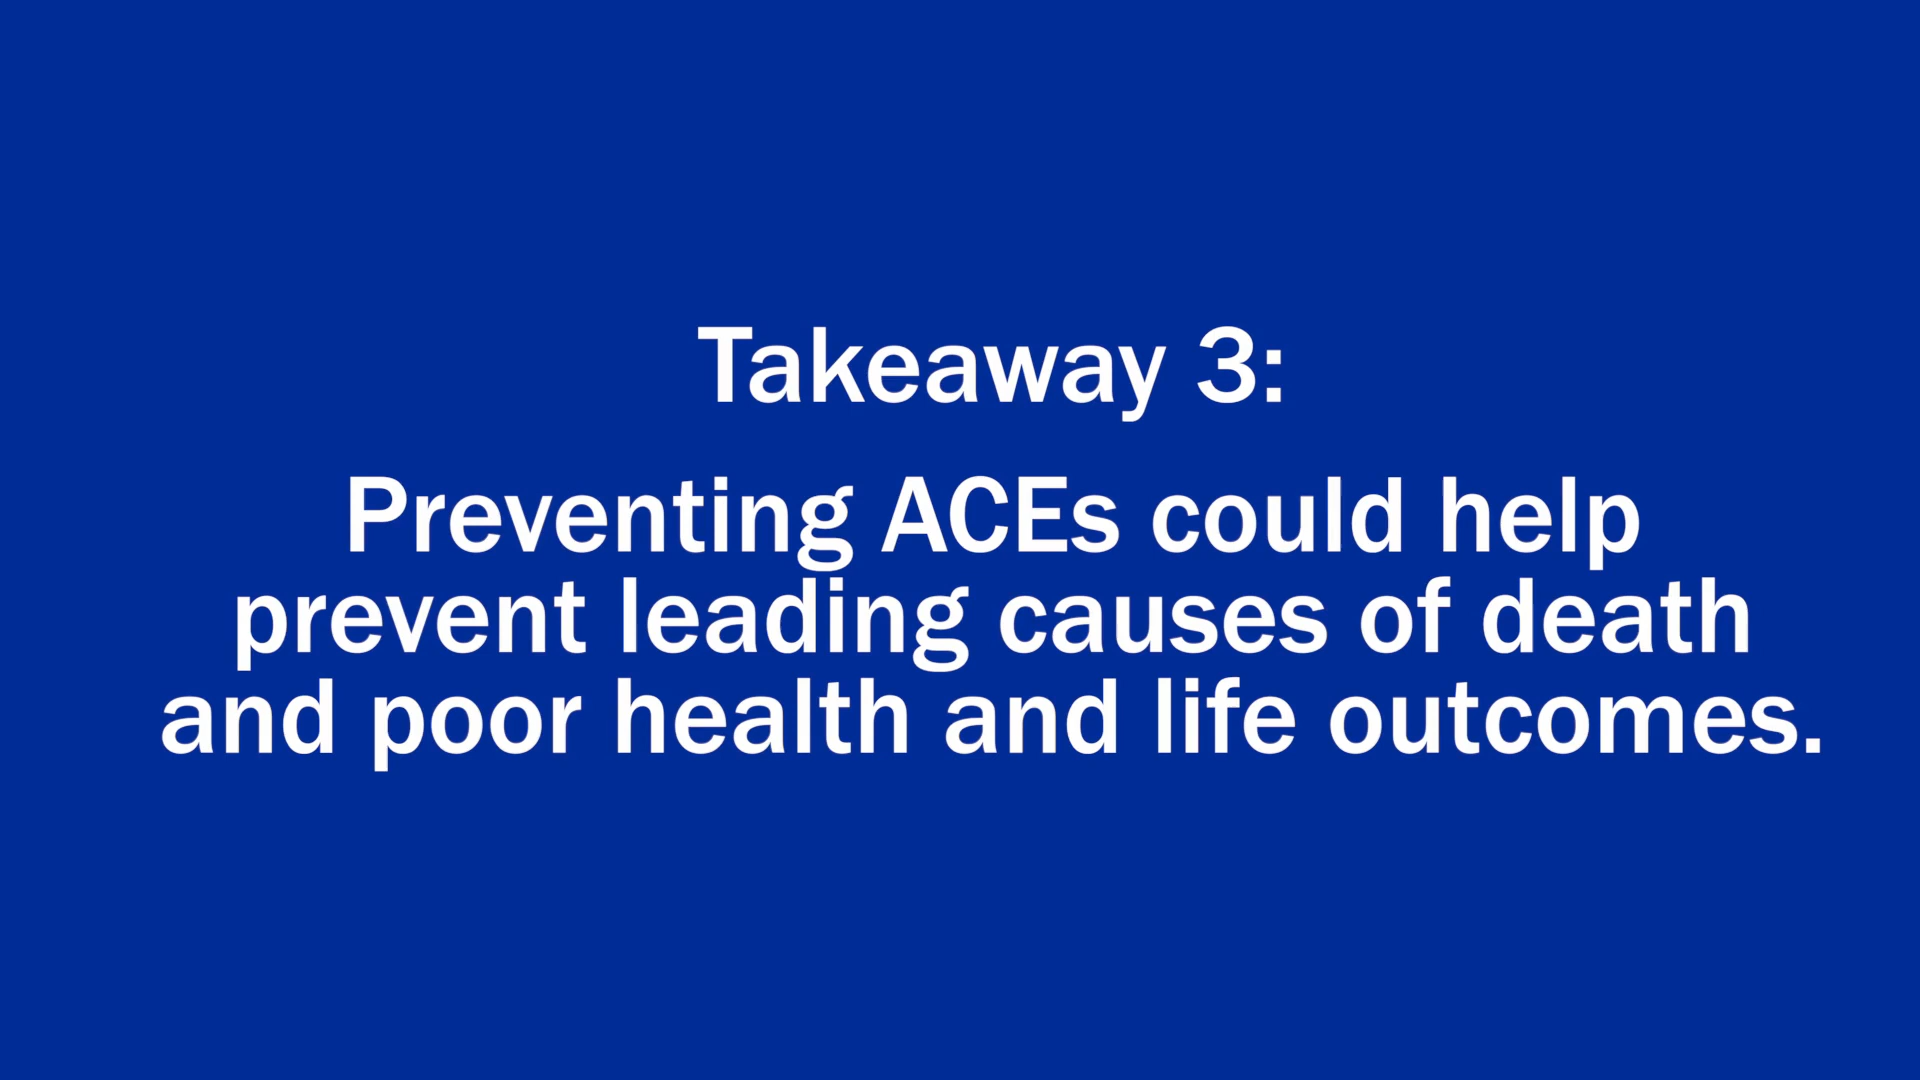 Takeaway 3:
Preventing ACEs could help
prevent leading causes of death
and poor health and life outcomes.